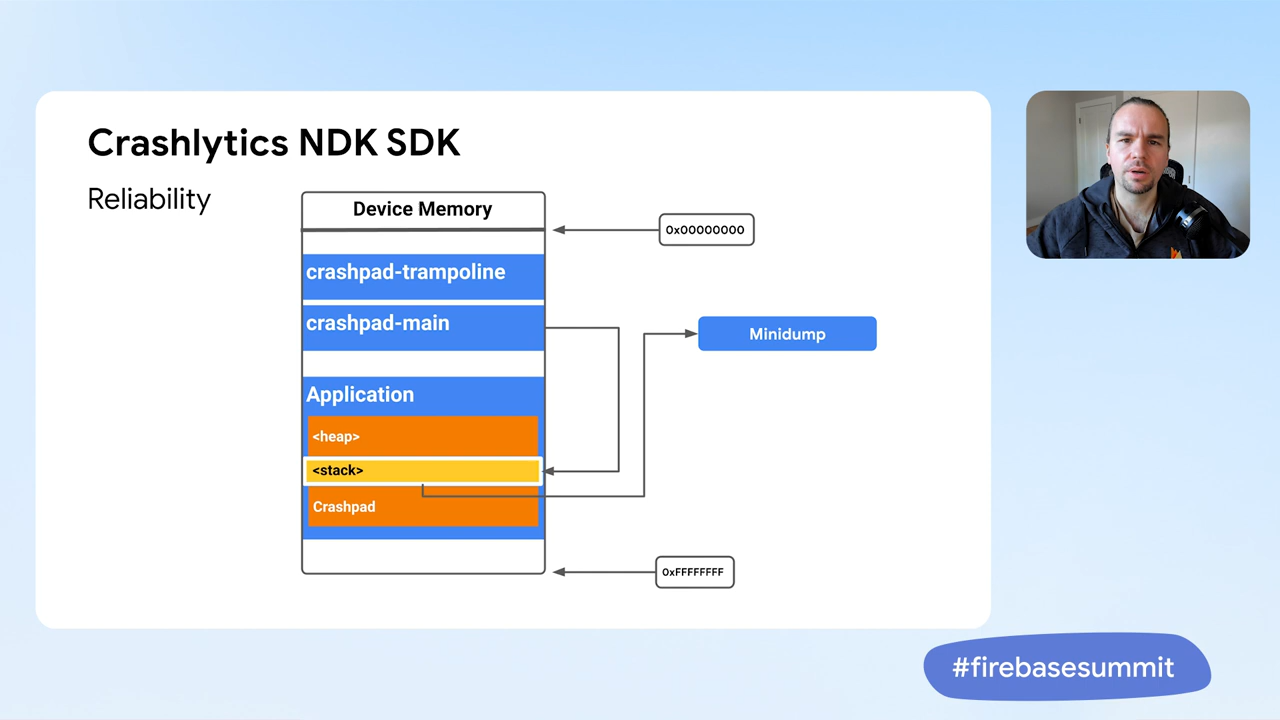 Crashlytics NDK SDK
Reliability
Device Memory
0x00000000
crashpad-trampoline
crashpad-main
Minidump
Application
<heap>
<stack>
Crashpad
0xFFFFFFFF
#firebasesummit